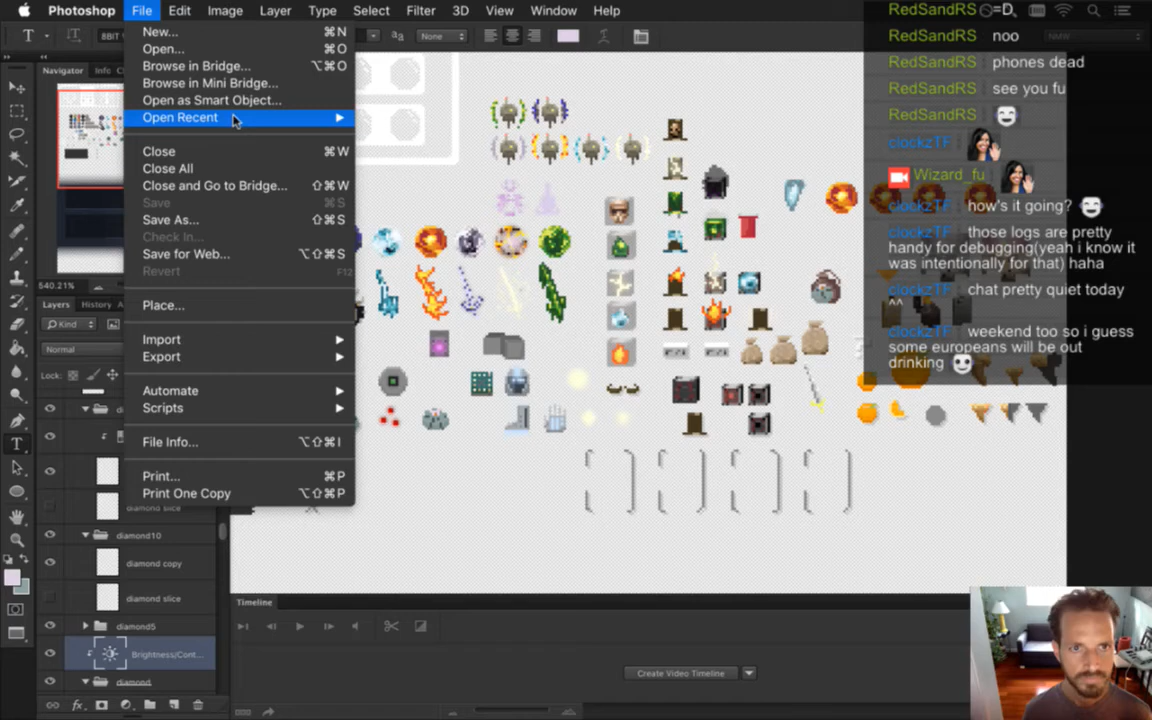 Photoshop File Edit Image Layer Type Select Filter 3D View Window Help
T 8BIT None
Navigator Info
New... ⌘N
Open... ⌘O
Browse in Bridge... ⌥⌘O
Browse in Mini Bridge...
Open as Smart Object...
Open Recent
Close ⌘W
Close All
Close and Go to Bridge... ⇧⌘W
Save ⌘S
Save As... ⇧⌘S
Check In...
Save for Web... ⌥⇧⌘S
Revert F12
Place...
Import
Export
Automate
Scripts
File Info... ⌥⇧⌘I
Print... ⌘P
Print One Copy ⌥⇧⌘P
540.21%
Layers History
Kind
Normal
Lock:
diamond slice
diamond10
diamond copy
diamond slice
diamond5
Brightness/Cont...
diamond
fx
Timeline
Create Video Timeline
RedSandRS =D
RedSandRS noo
RedSandRS phones dead
RedSandRS see you fu
RedSandRS
clockzTF
Wizard_fu
clockzTF how's it going?
clockzTF those logs are pretty
handy for debugging(yeah i know it
was intentionally for that) haha
clockzTF chat pretty quiet today
^^
clockzTF weekend too so i guess
some europeans will be out
drinking